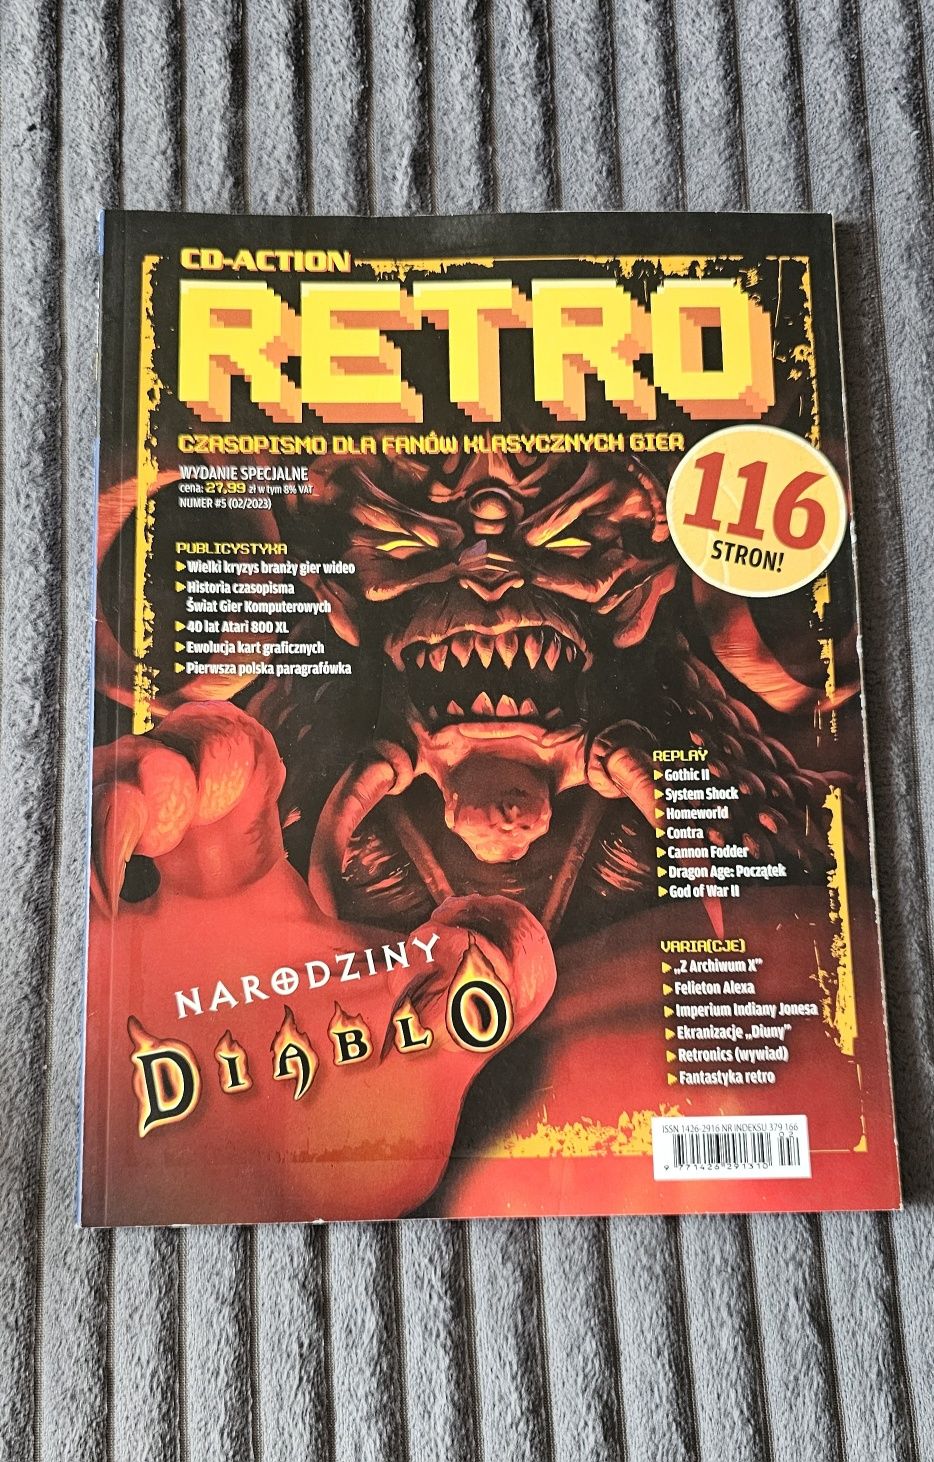 CD-ACTION
RETRO
CZASOPISMO DLA FANÓW KLASYCZNYCH GIER
WYDANIE SPECJALNE
cena: 27,99 zł w tym 8% VAT
NUMER #5 (02/2023)
116
STRON!
PUBLICYSTYKA
Wielki kryzys branży gier wideo
Historia czasopisma
Świat Gier Komputerowych
40 lat Atari 800 XL
Ewolucja kart graficznych
Pierwsza polska paragrafówka
REPLAY
Gothic II
System Shock
Homeworld
Contra
Cannon Fodder
Dragon Age: Początek
God of War II
NARODZINY
DIABLO
VARIA(CJE)
„Z Archiwum X”
Felieton Alexa
Imperium Indiany Jonesa
Ekranizacje „Diuny”
Retronics (wywiad)
Fantastyka retro
ISSN 1426-2916 NR INDEKSU 379 166
02
9 771426 291310